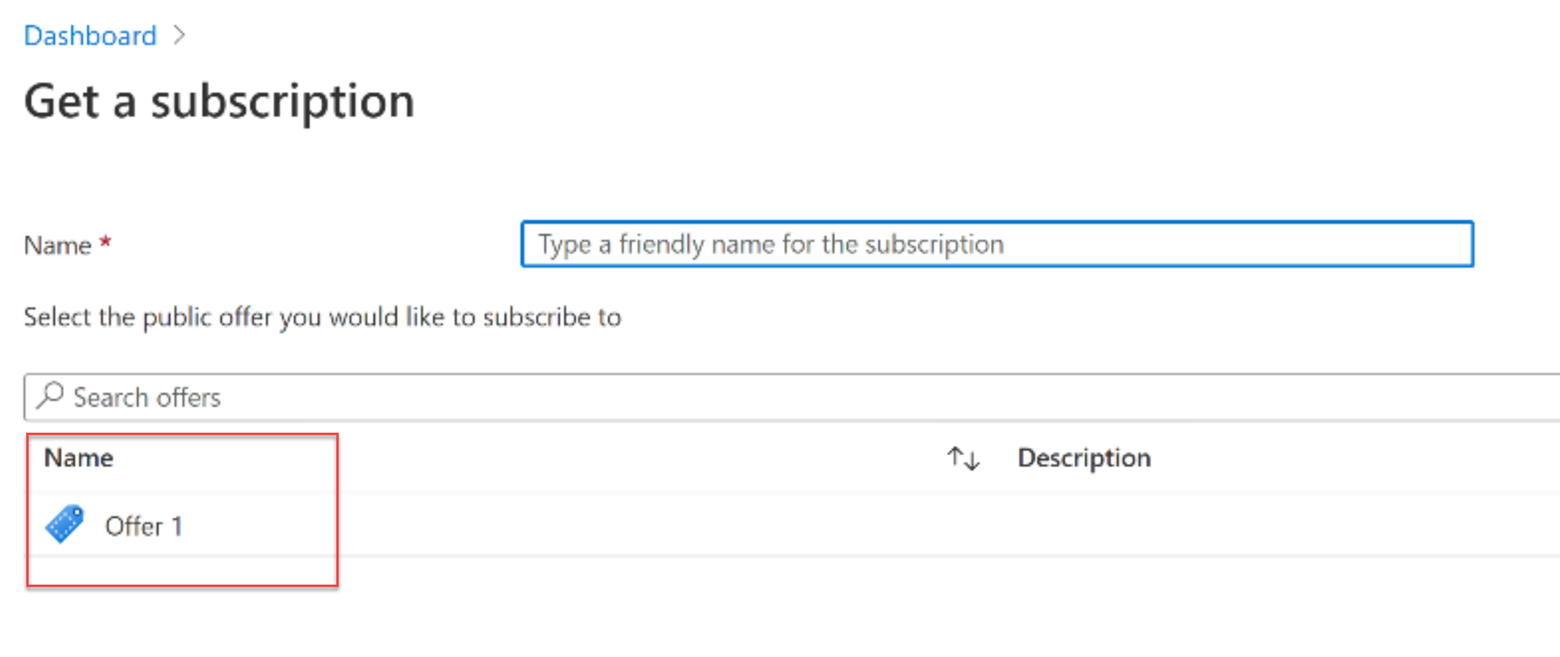 Dashboard
Get a subscription
Name * Type a friendly name for the subscription
Select the public offer you would like to subscribe to
Search offers
Name Description
Offer 1